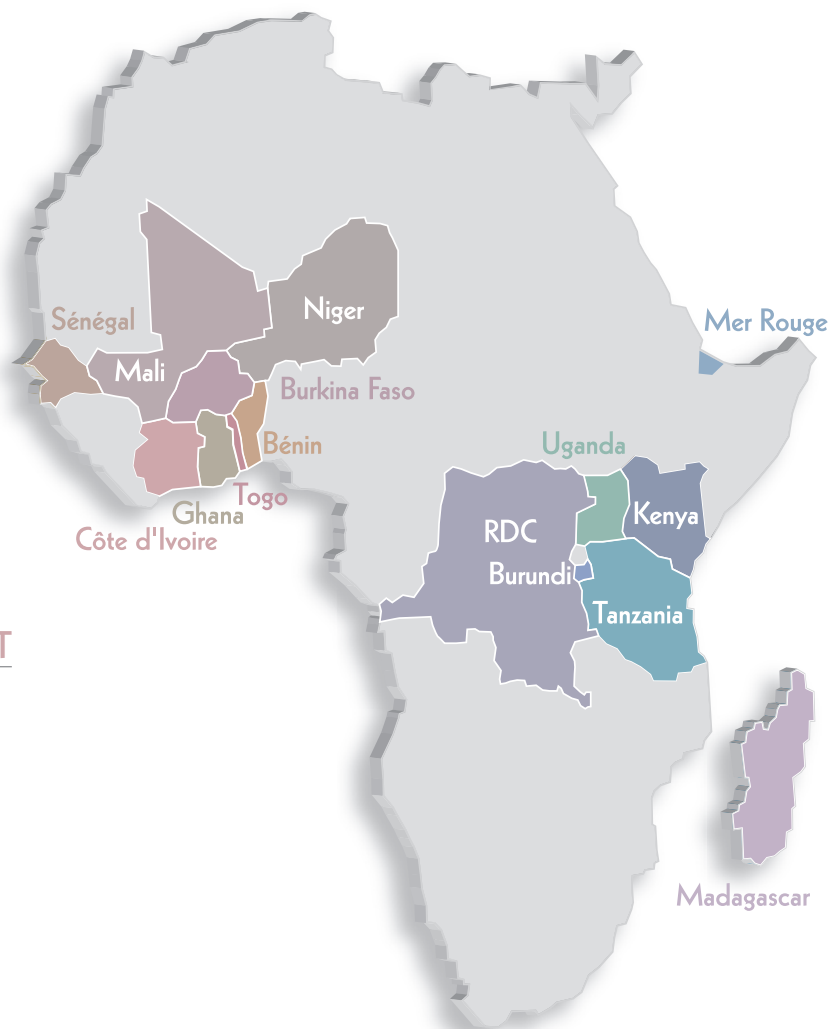 Niger
Sénégal
Mer Rouge
Mali
Burkina Faso
Bénin
Uganda
Togo
Ghana
Kenya
RDC
Côte d'Ivoire
Burundi
Tanzania
T
Madagascar